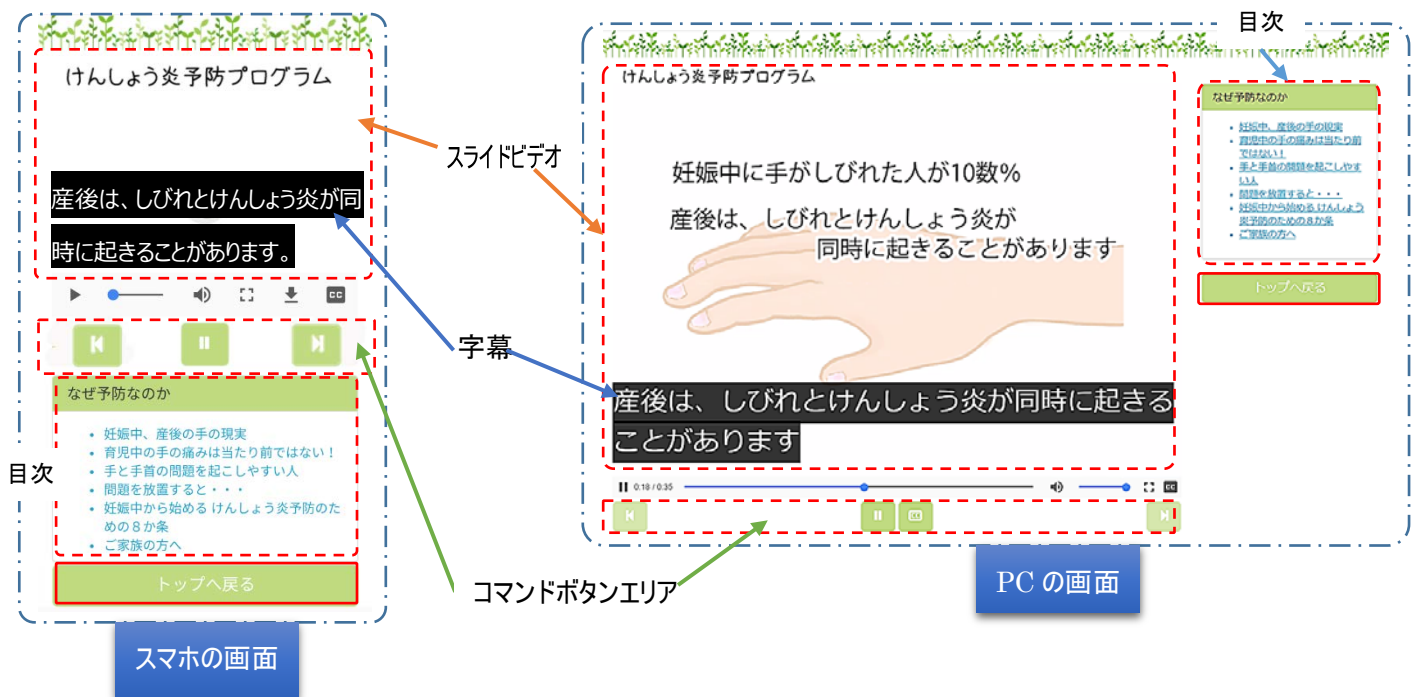 けんしょう炎予防プログラム
産後は、しびれとけんしょう炎が同
時に起きることがあります。
CC
なぜ予防なのか
・妊娠中、産後の手の現実
・育児中の手の痛みは当たり前ではない！
・手と手首の問題を起こしやすい人
・問題を放置すると・・・
・妊娠中から始める けんしょう炎予防のた
めの８か条
・ご家族の方へ
トップへ戻る
目次
スマホの画面
スライドビデオ
字幕
コマンドボタンエリア
目次
けんしょう炎予防プログラム
妊娠中に手がしびれた人が10数%
産後は、しびれとけんしょう炎が
同時に起きることがあります
産後は、しびれとけんしょう炎が同時に起きる
ことがあります
0:18 / 0:35
CC
CC
なぜ予防なのか
・妊娠中、産後の手の現実
・育児中の手の痛みは当たり前
ではない！
・手と手首の問題を起こしやす
い人
・問題を放置すると・・・
・妊娠中から始める けんしょう
炎予防のための８か条
・ご家族の方へ
トップへ戻る
PC の画面